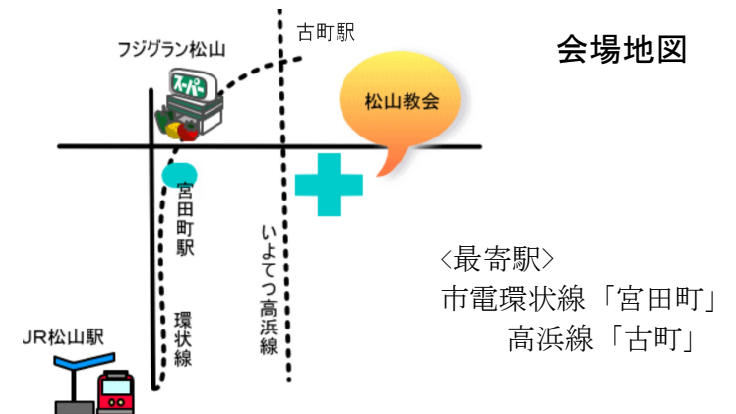 古町駅
会場地図
フジグラン松山
スーパー
松山教会
宮田町駅
いよてつ高浜線
<最寄駅>
市電環状線「宮田町」
高浜線「古町」
環状線
JR松山駅